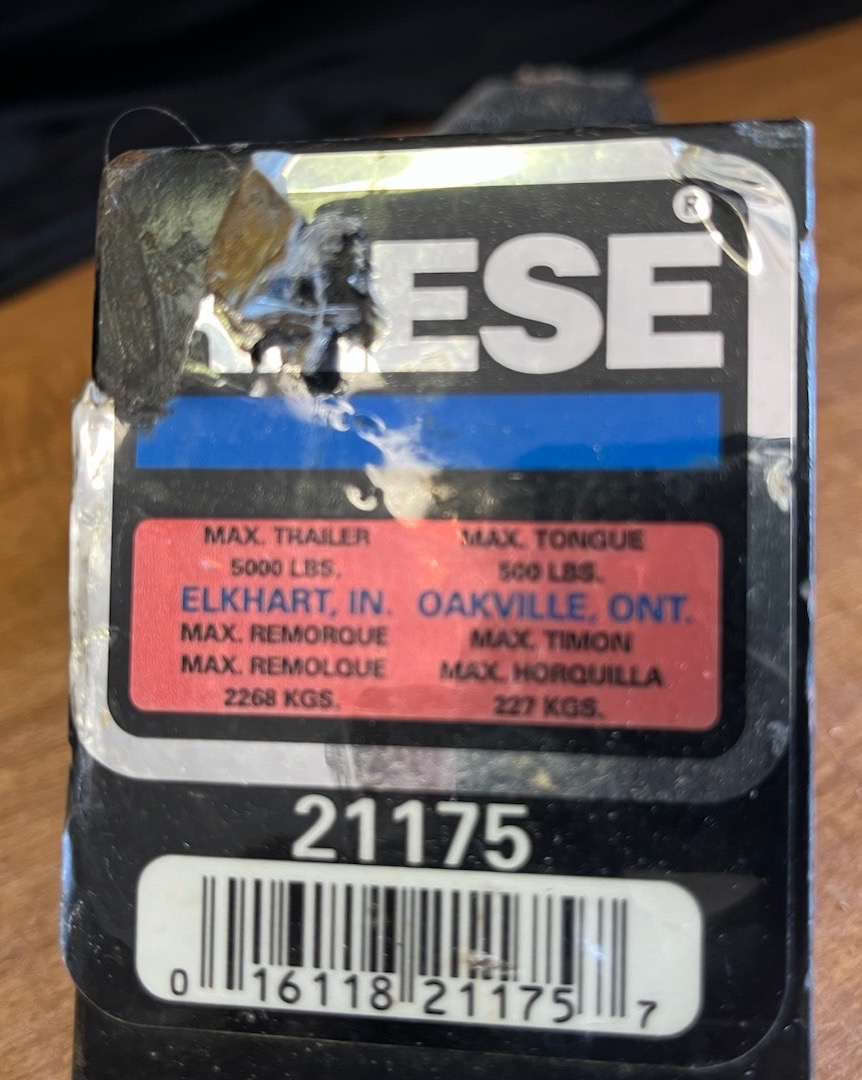 ESE®
MAX. TRAILER MAX. TONGUE
5000 LBS. 500 LBS.
ELKHART, IN. OAKVILLE, ONT.
MAX. REMORQUE MAX. TIMON
MAX. REMOLQUE MAX. HORQUILLA
2268 KGS. 227 KGS.
21175
0 16118 21175 7